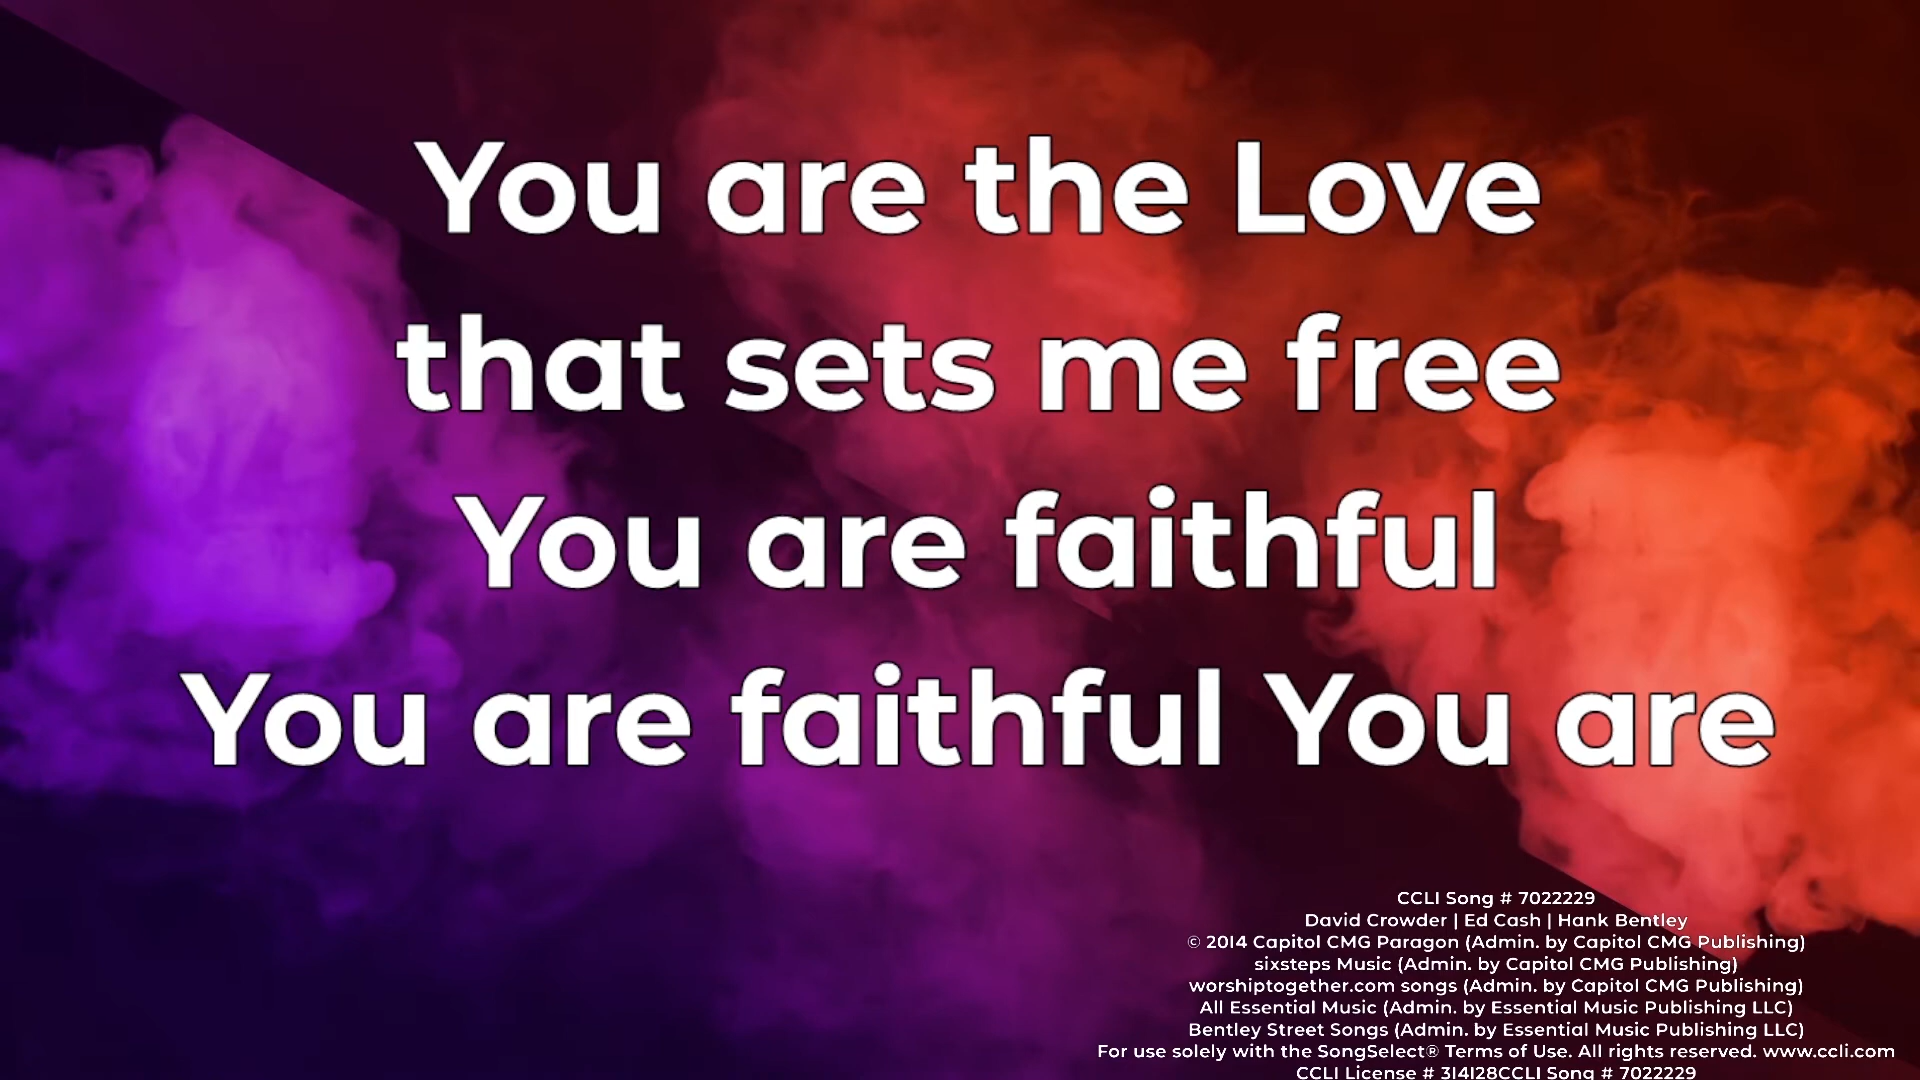 You are the Love
that sets me free
You are faithful
You are faithful You are
CCLI Song # 7022229
David Crowder | Ed Cash | Hank Bentley
© 2014 Capitol CMG Paragon (Admin. by Capitol CMG Publishing)
sixsteps Music (Admin. by Capitol CMG Publishing)
worshiptogether.com songs (Admin. by Capitol CMG Publishing)
All Essential Music (Admin. by Essential Music Publishing LLC)
Bentley Street Songs (Admin. by Essential Music Publishing LLC)
For use solely with the SongSelect® Terms of Use. All rights reserved. www.ccli.com
CCLI License # 314128CCLI Song # 7022229